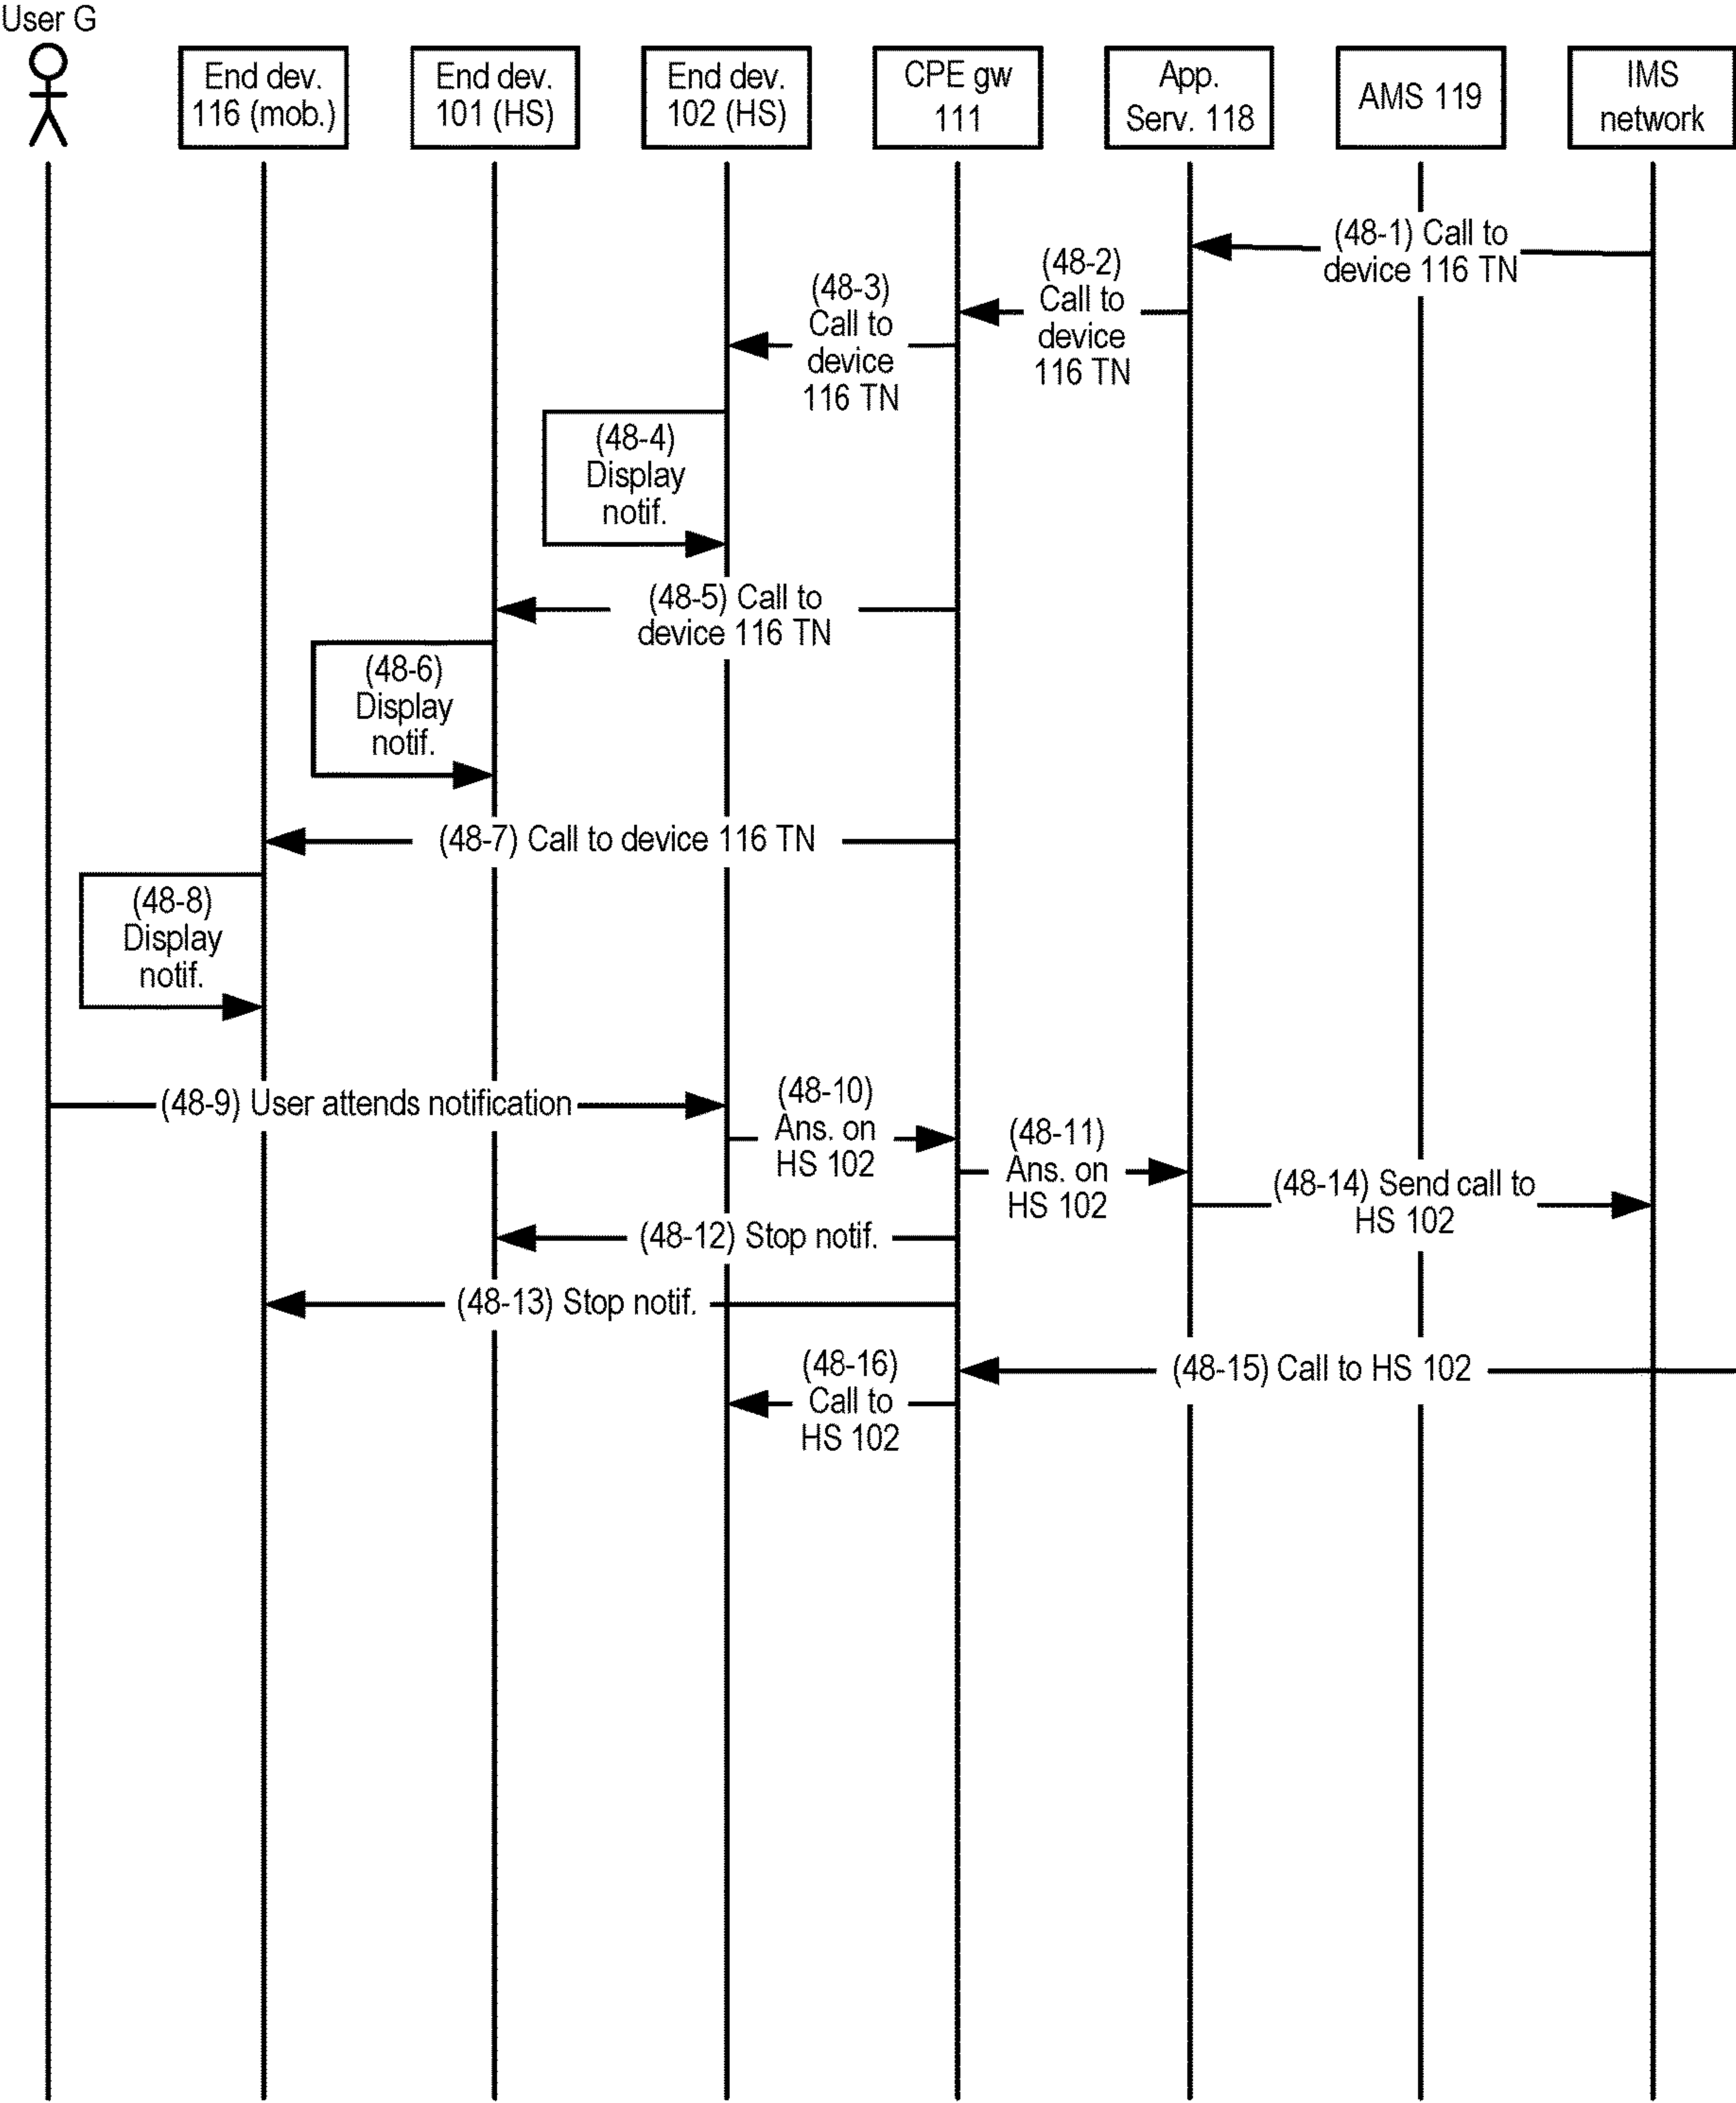 User G
End dev.
116 (mob.)
End dev.
101 (HS)
End dev.
102 (HS)
CPE gw
111
App.
Serv. 118
AMS 119
IMS
network
(48-1) Call to
device 116 TN
(48-2)
Call to
device
116 TN
(48-3)
Call to
device
116 TN
(48-4)
Display
notif.
(48-5) Call to
device 116 TN
(48-6)
Display
notif.
(48-7) Call to device 116 TN
(48-8)
Display
notif.
(48-9) User attends notification
(48-10)
Ans. on
HS 102
(48-11)
Ans. on
HS 102
(48-14) Send call to
HS 102
(48-12) Stop notif.
(48-13) Stop notif.
(48-15) Call to HS 102
(48-16)
Call to
HS 102